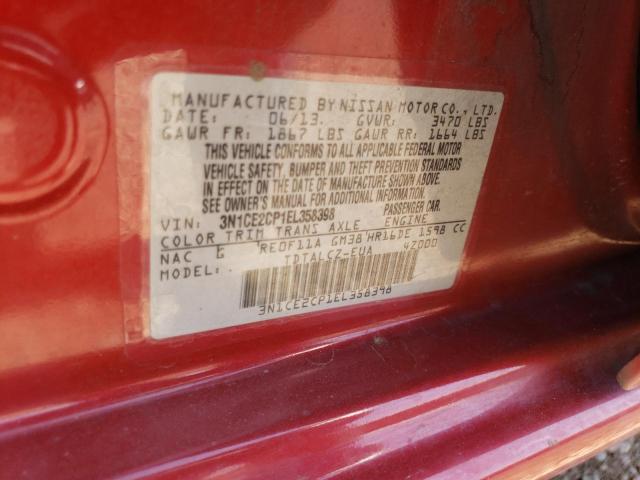 MANUFACTURED BY NISSAN MOTOR CO., LTD.
DATE: 06/13. GVWR: 3470 LBS
GAWR FR: 1867 LBS GAWR RR: 1664 LBS
THIS VEHICLE CONFORMS TO ALL APPLICABLE FEDERAL MOTOR
VEHICLE SAFETY, BUMPER AND THEFT PREVENTION STANDARDS
IN EFFECT ON THE DATE OF MANUFACTURE SHOWN ABOVE.
SEE OWNER'S MANUAL FOR ADDITIONAL INFORMATION.
VIN: 3N1CE2CP1EL358398 PASSENGER CAR.
COLOR TRIM TRANS AXLE ENGINE
NAC E RE0F11A GM38 HR16DE 1598 CC
MODEL: TDTALCZ-EUA 4Z000
3N1CE2CP1EL358398